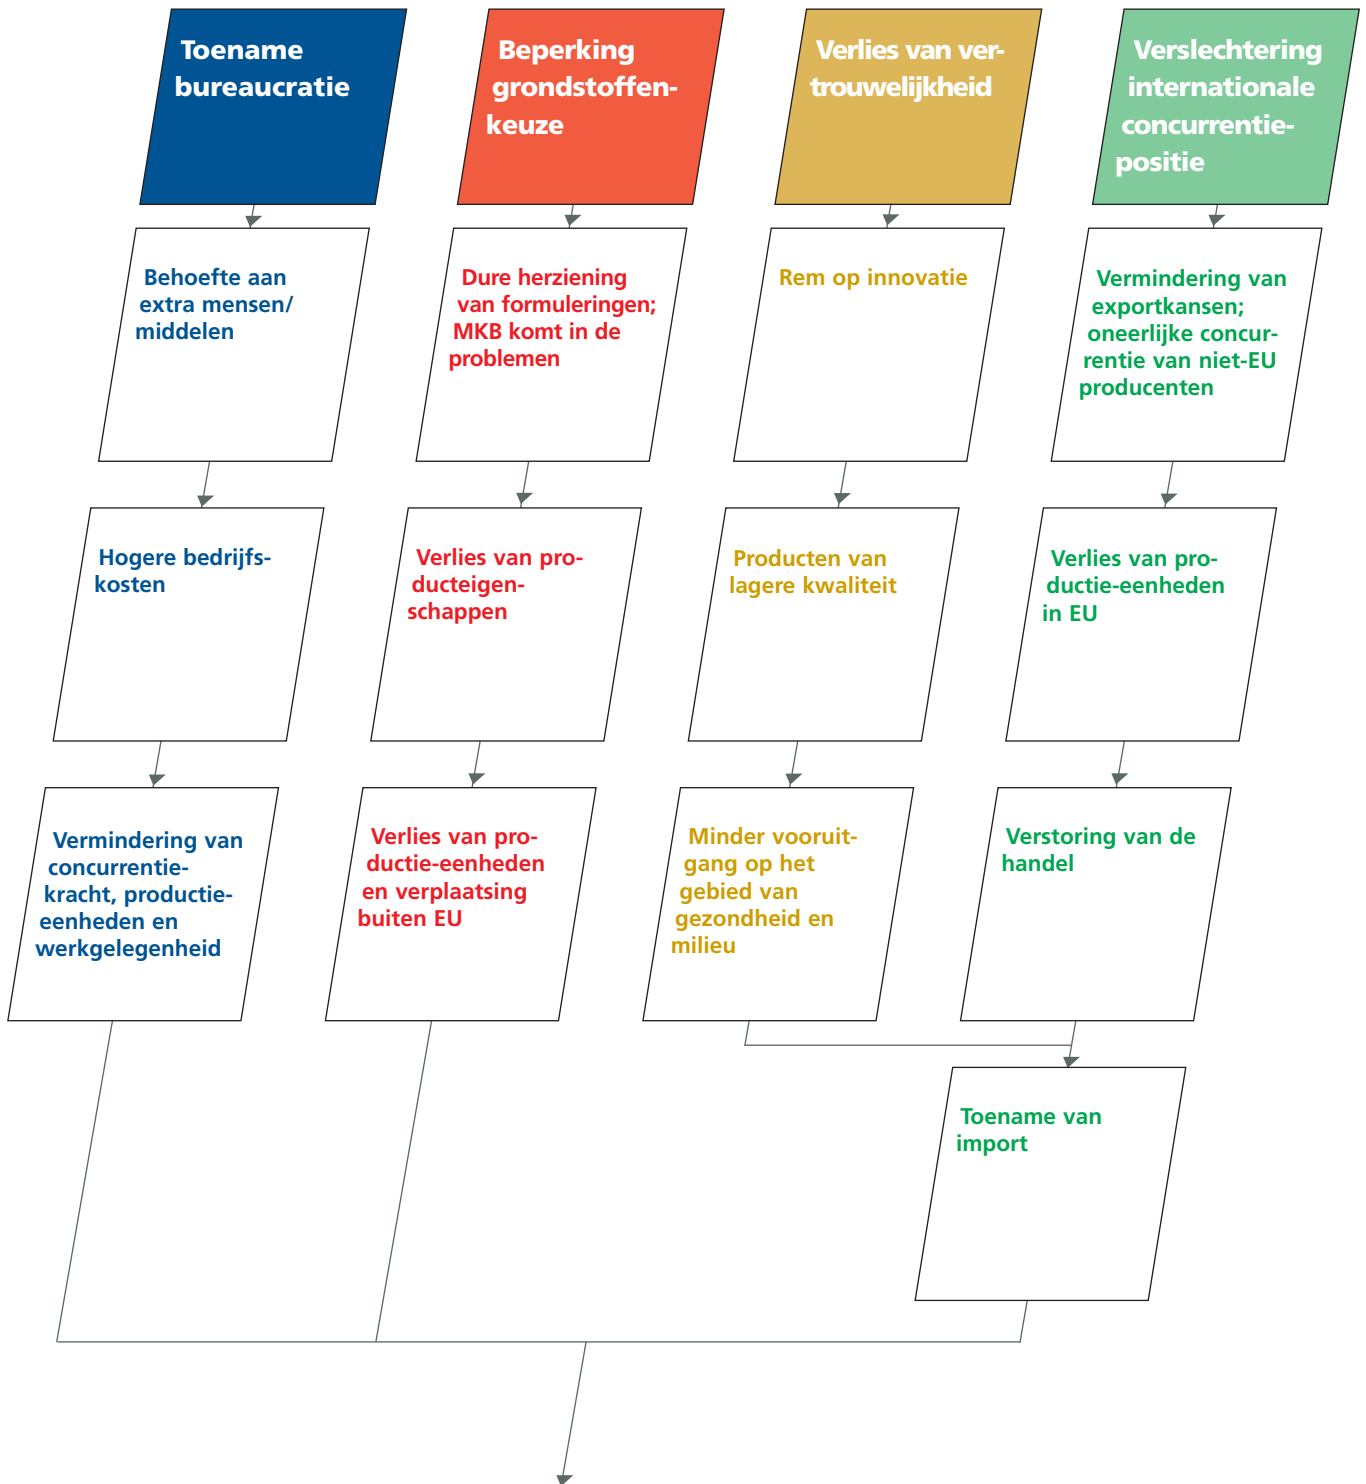 Toename
bureaucratie
Beperking
grondstoffen-
keuze
Verlies van ver-
trouwelijkheid
Verslechtering
internationale
concurrentie-
positie
Behoefte aan
extra mensen/
middelen
Dure herziening
van formuleringen;
MKB komt in de
problemen
Rem op innovatie
Vermindering van
exportkansen;
oneerlijke concur-
rentie van niet-EU
producenten
Hogere bedrijfs-
kosten
Verlies van pro-
ducteigen-
schappen
Producten van
lagere kwaliteit
Verlies van pro-
ductie-eenheden
in EU
Vermindering van
concurrentie-
kracht, productie-
eenheden en
werkgelegenheid
Verlies van pro-
ductie-eenheden
en verplaatsing
buiten EU
Minder vooruit-
gang op het
gebied van
gezondheid en
milieu
Verstoring van de
handel
Toename van
import